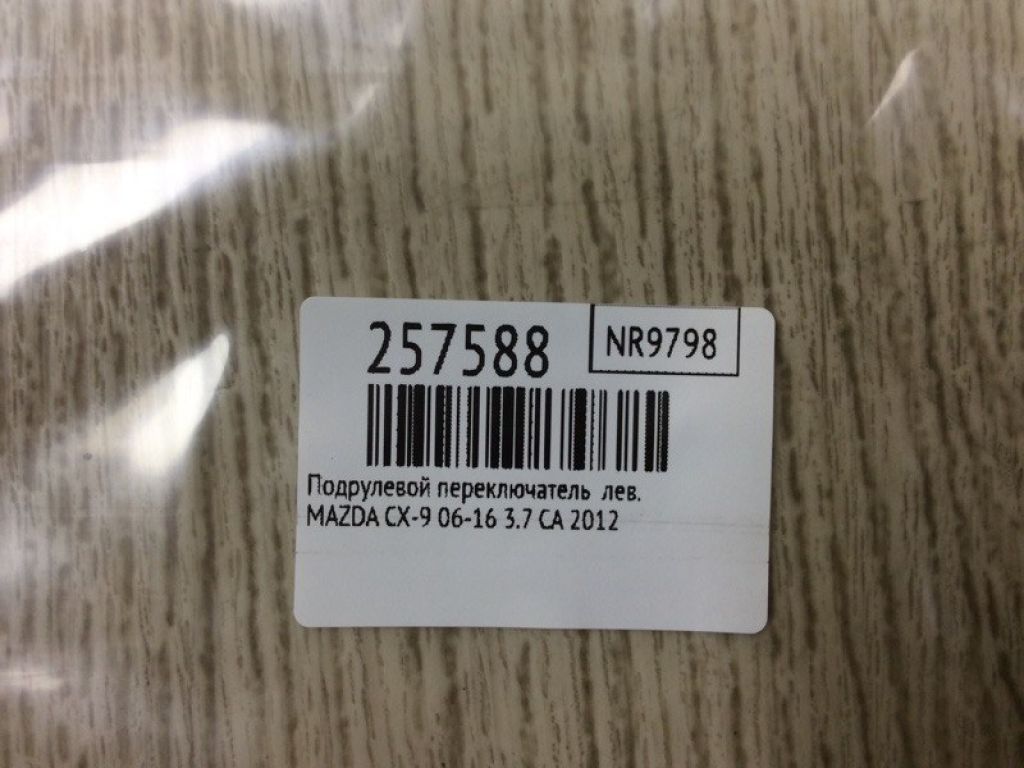 257588
NR9798
Подрулевой переключатель лев.
MAZDA CX-9 06-16 3.7 CA 2012